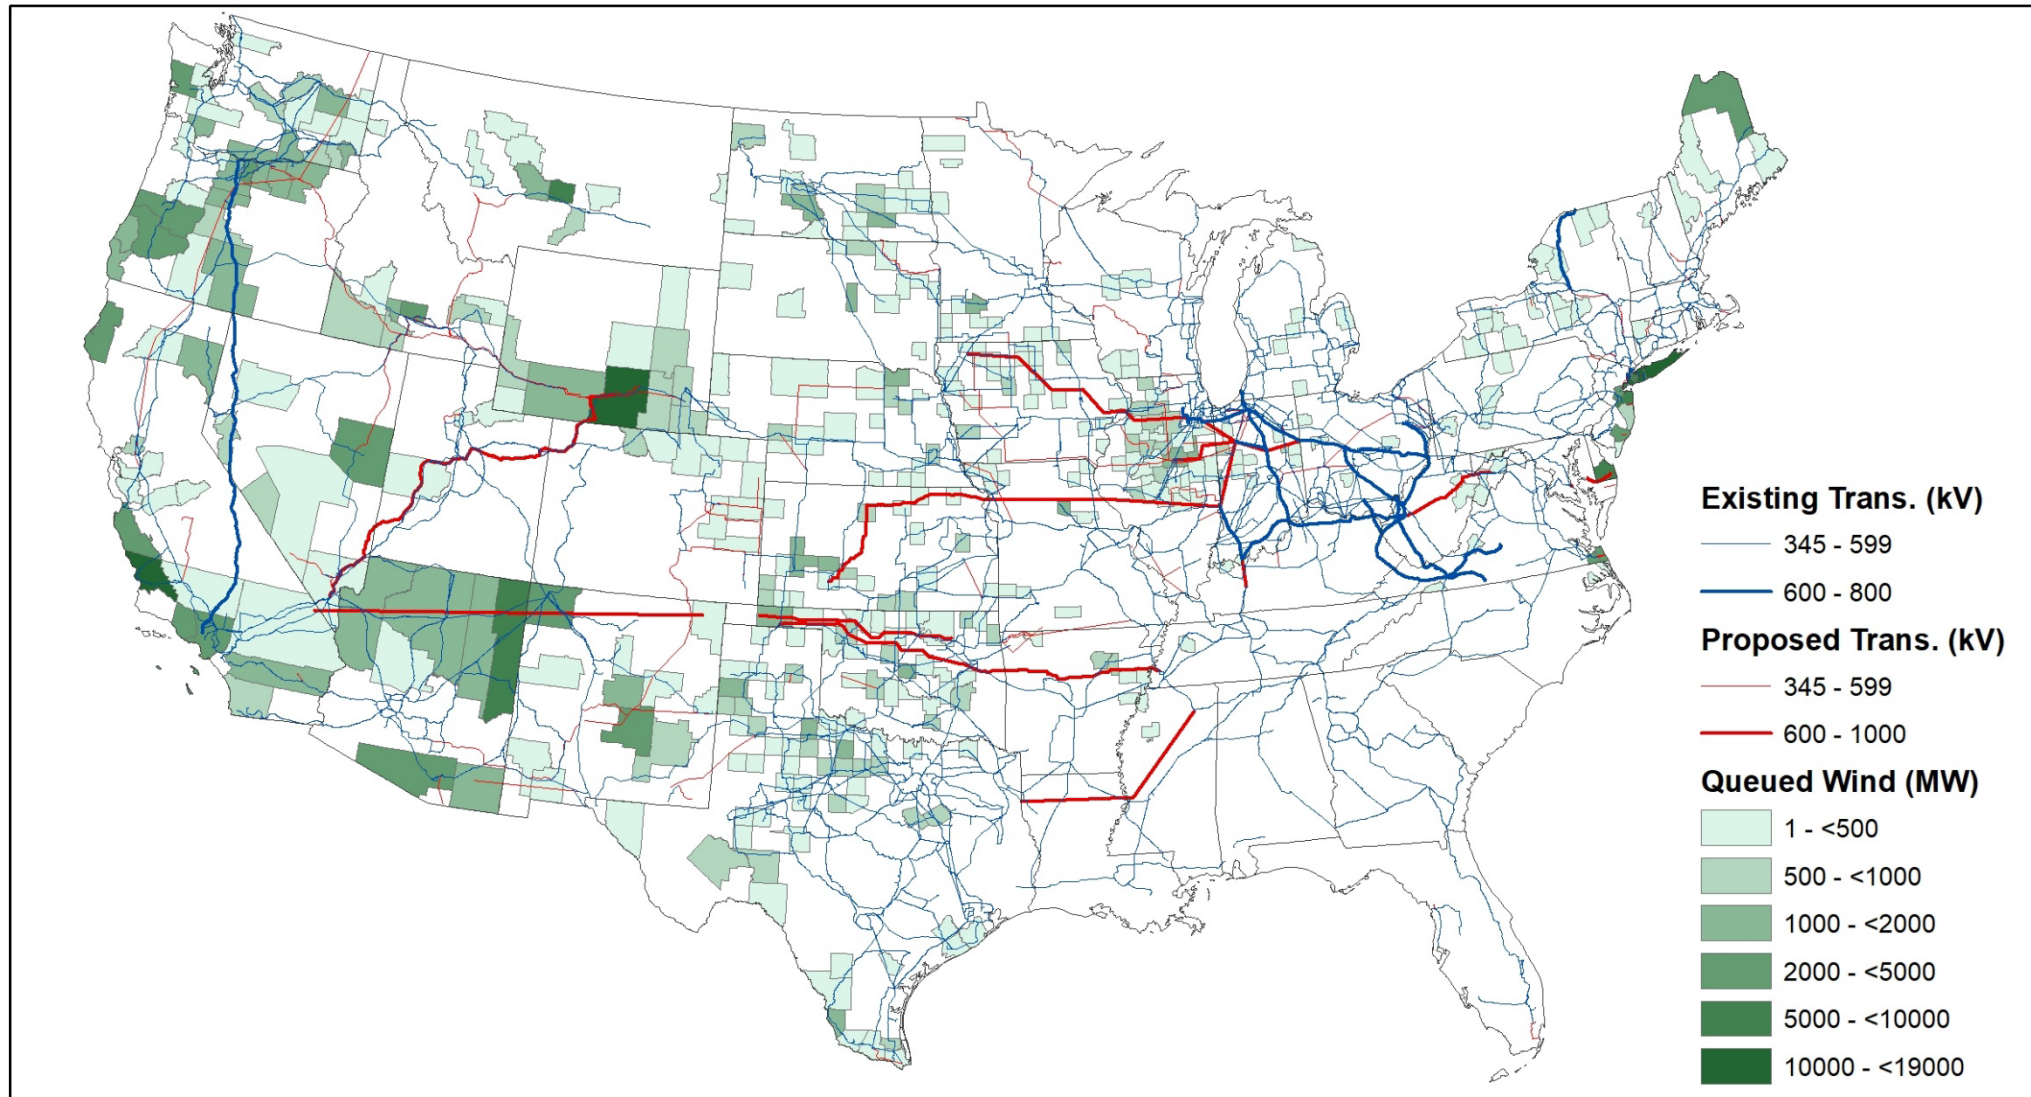 Existing Trans. (kV)
345 - 599
600 - 800
Proposed Trans. (kV)
345 - 599
600 - 1000
Queued Wind (MW)
1 - <500
500 - <1000
1000 - <2000
2000 - <5000
5000 - <10000
10000 - <19000